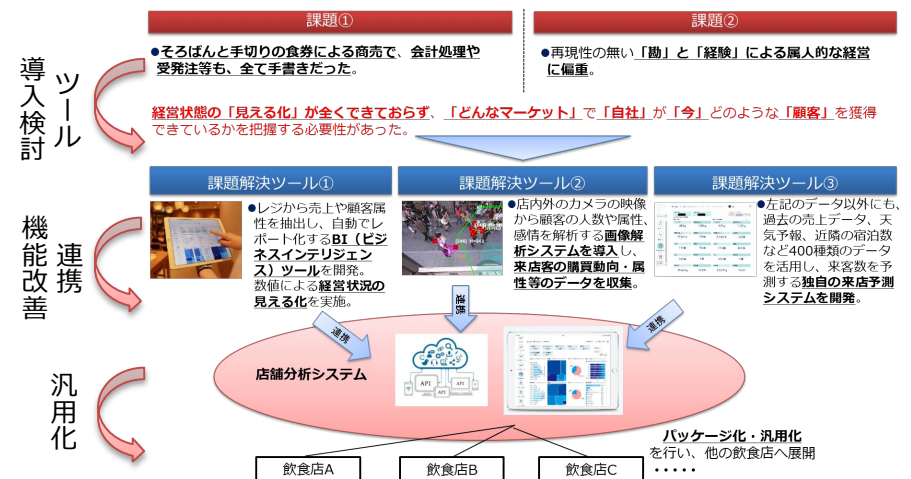 課題①
課題②
●そろばんと手切りの食券による商売で、会計処理や
受発注等も、全て手書きだった。
●再現性の無い「勘」と「経験」による属人的な経営
に偏重。
ツール
導入検討
経営状態の「見える化」が全くできておらず、「どんなマーケット」で「自社」が「今」どのような「顧客」を獲得
できているかを把握する必要性があった。
課題解決ツール①
課題解決ツール②
課題解決ツール③
連携
機能改善
●レジから売上や顧客属
性を抽出し、自動でレ
ポート化するBI（ビジ
ネスインテリジェン
ス）ツールを開発。
数値による経営状況の
見える化を実施。
●店内外のカメラの映像
から顧客の人数や属性、
感情を解析する画像解
析システムを導入し、
来店客の購買動向・属
性等のデータを収集。
●左記のデータ以外にも、
過去の売上データ、天
気予報、近隣の宿泊数
など400種類のデータ
を活用し、来客数を予
測する独自の来店予測
システムを開発。
連携
連携
連携
店舗分析システム
API
API
API
汎用化
パッケージ化・汎用化
を行い、他の飲食店へ展開
・・・・・
飲食店A
飲食店B
飲食店C